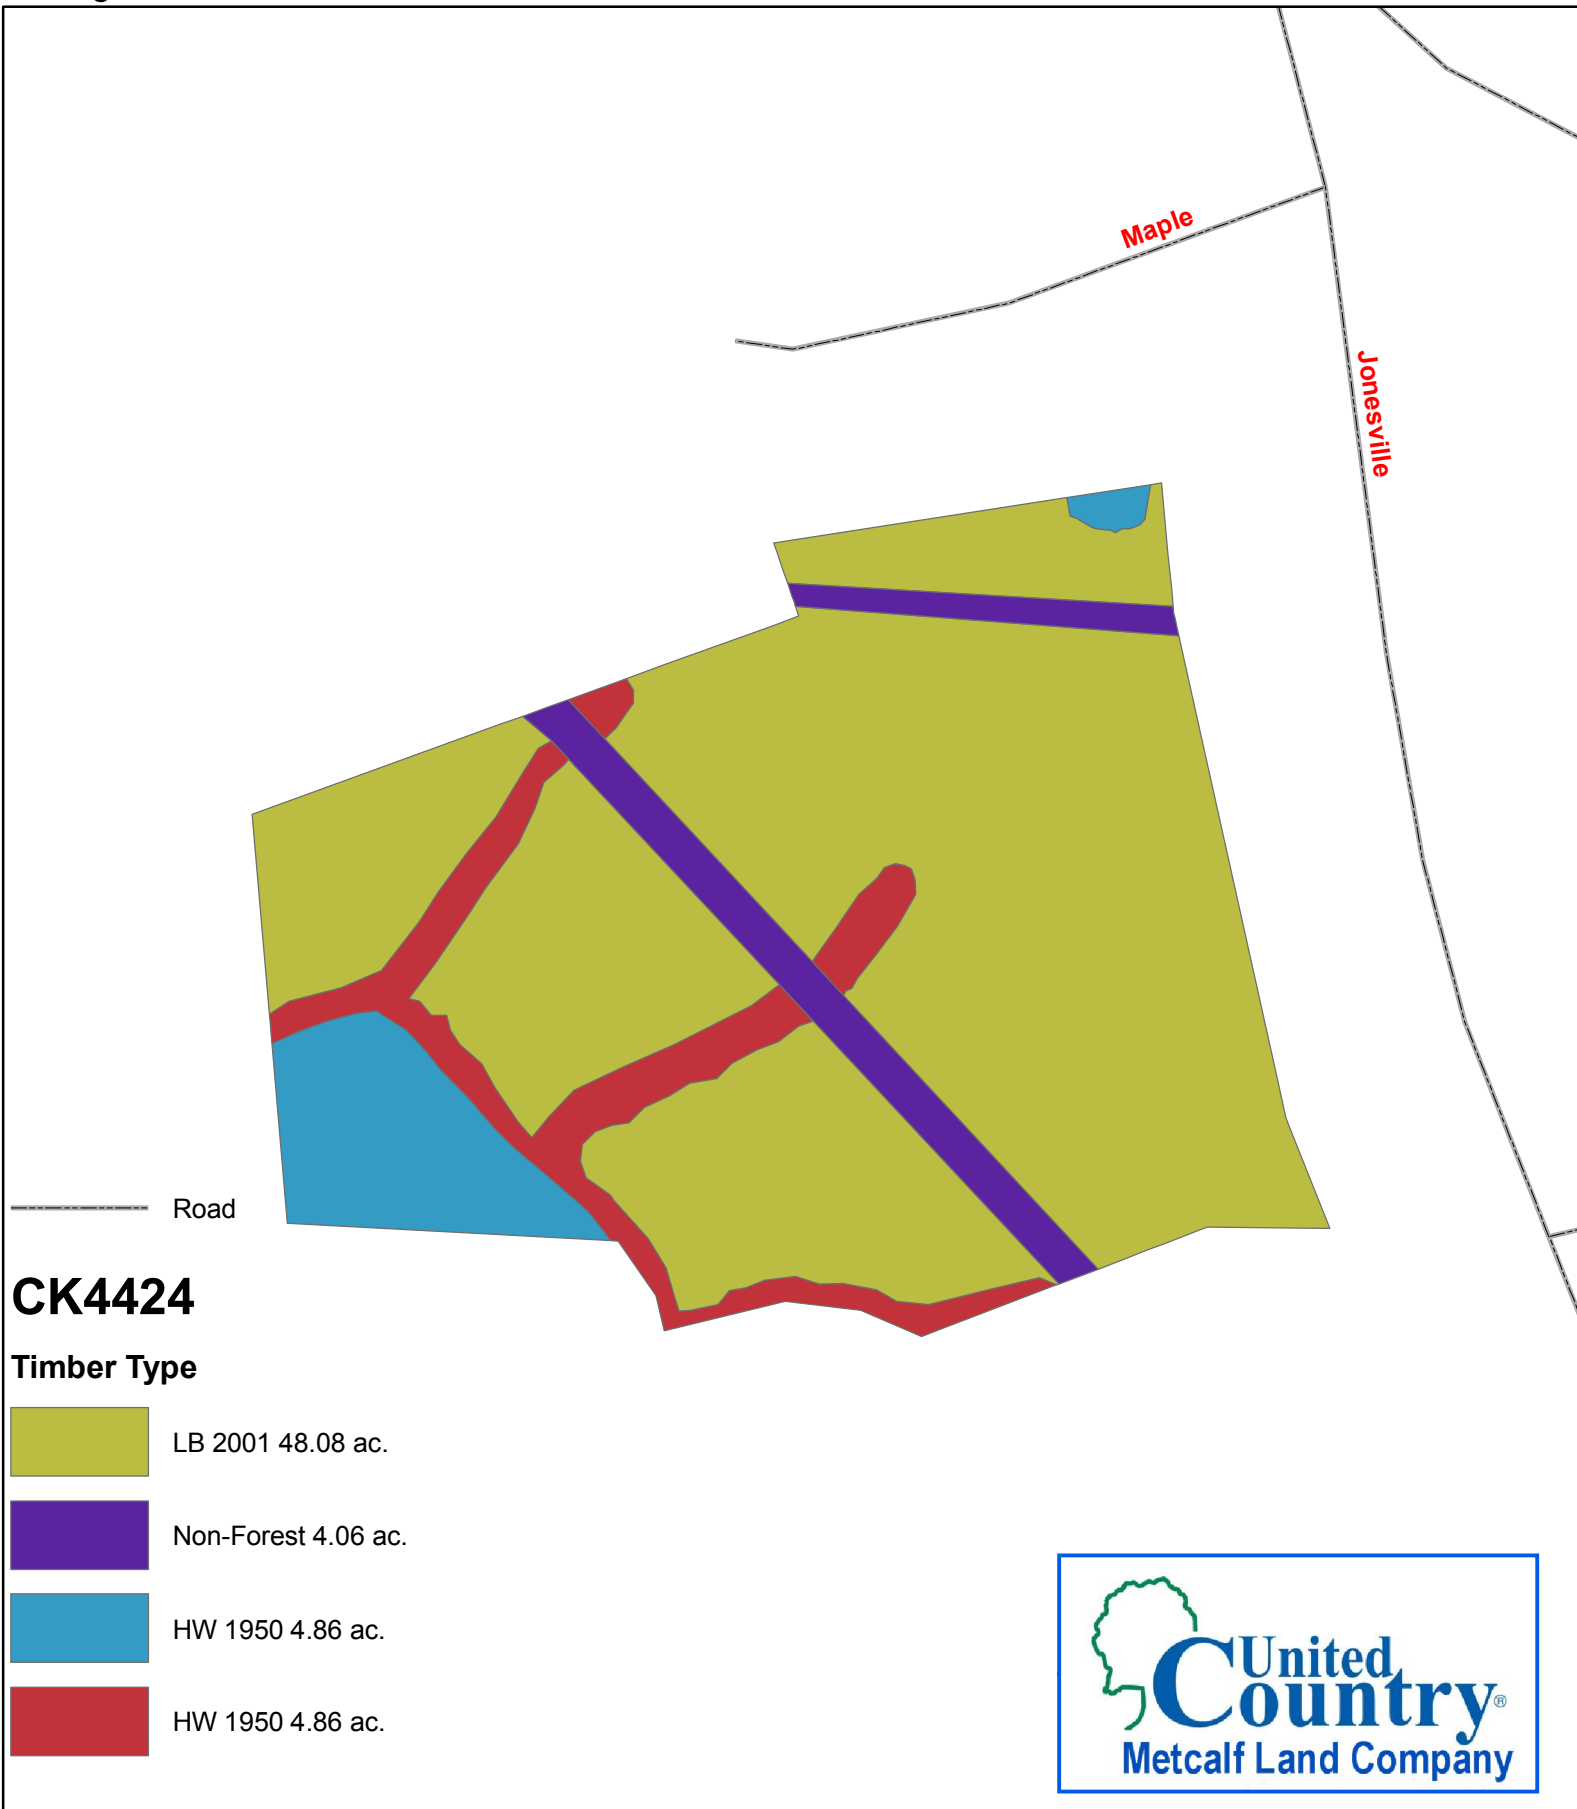 Maple
Jonesville
Road
CK4424
Timber Type
LB 2001 48.08 ac.
Non-Forest 4.06 ac.
HW 1950 4.86 ac.
HW 1950 4.86 ac.
United
Country®
Metcalf Land Company